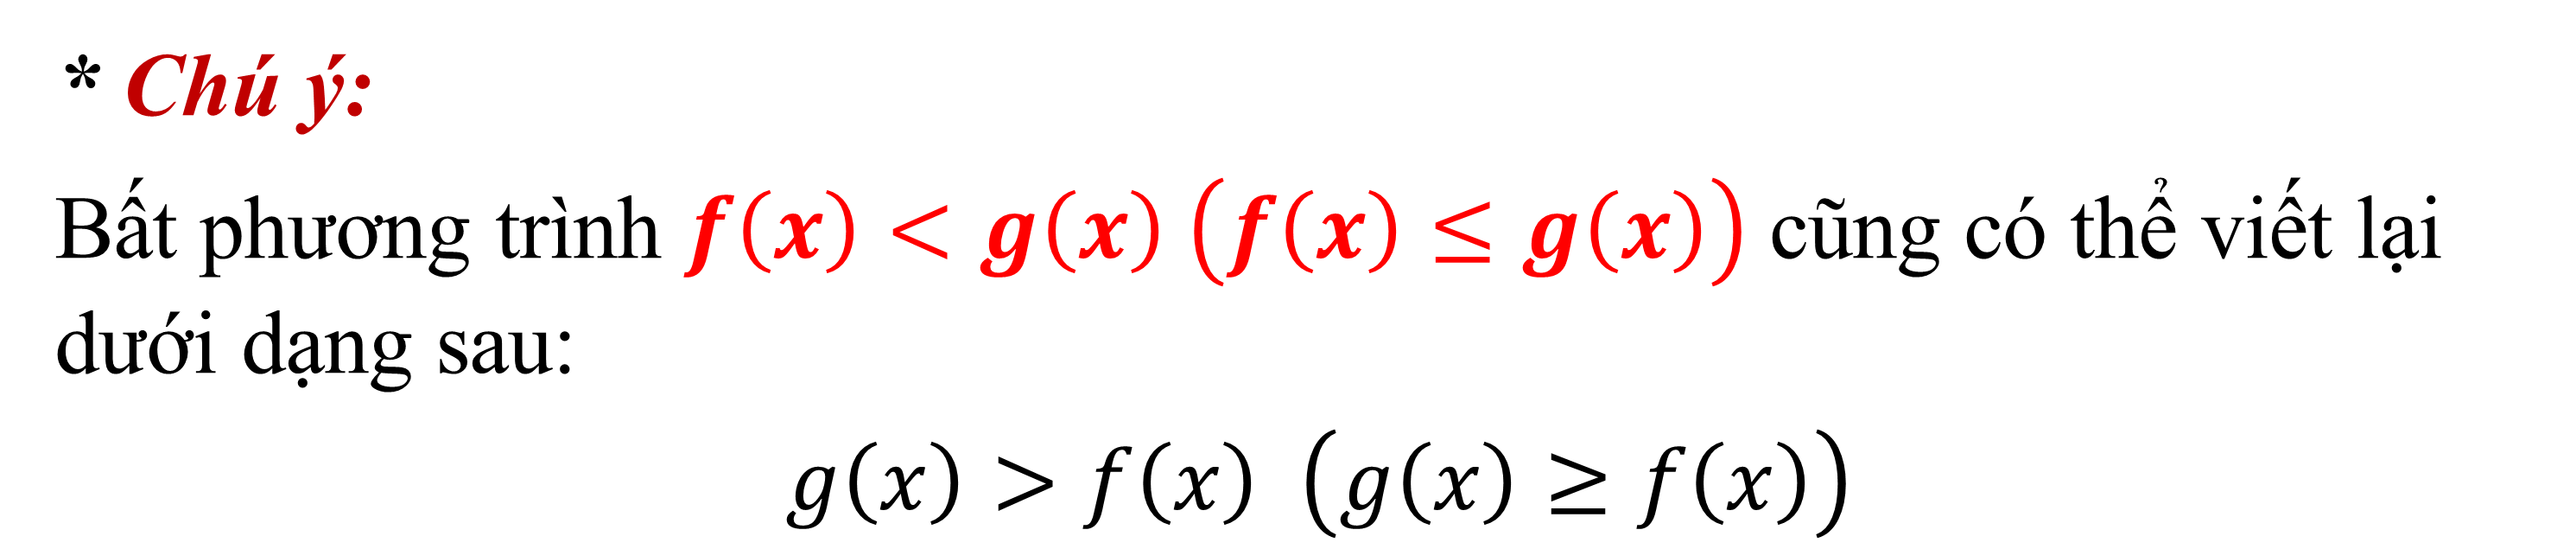 * Chú ý:
Bất phương trình f(x) < g(x) (f(x) ≤ g(x)) cũng có thể viết lại
dưới dạng sau:
g(x) > f(x) (g(x) ≥ f(x))